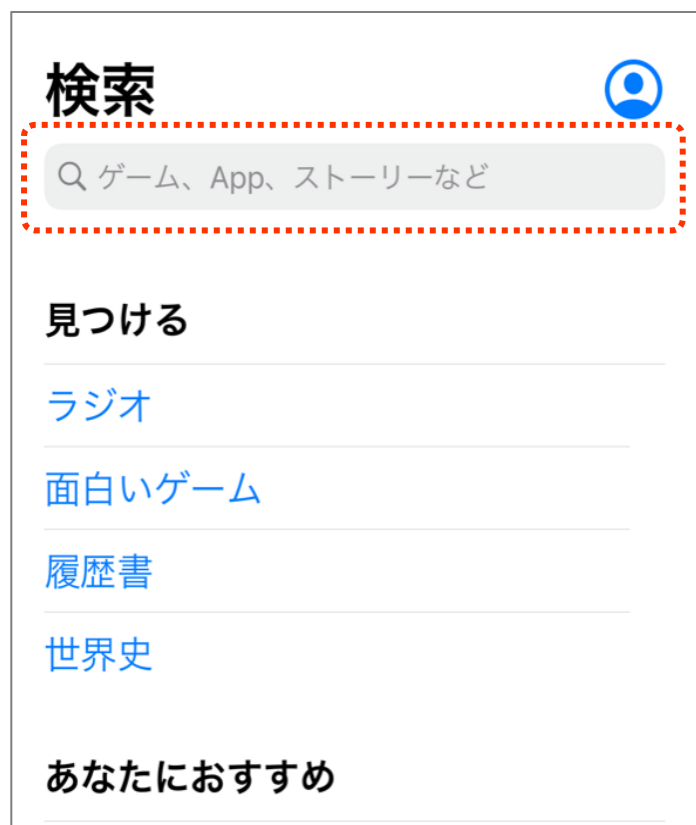 検索
ゲーム、App、ストーリーなど
見つける
ラジオ
面白いゲーム
履歴書
世界史
あなたにおすすめ